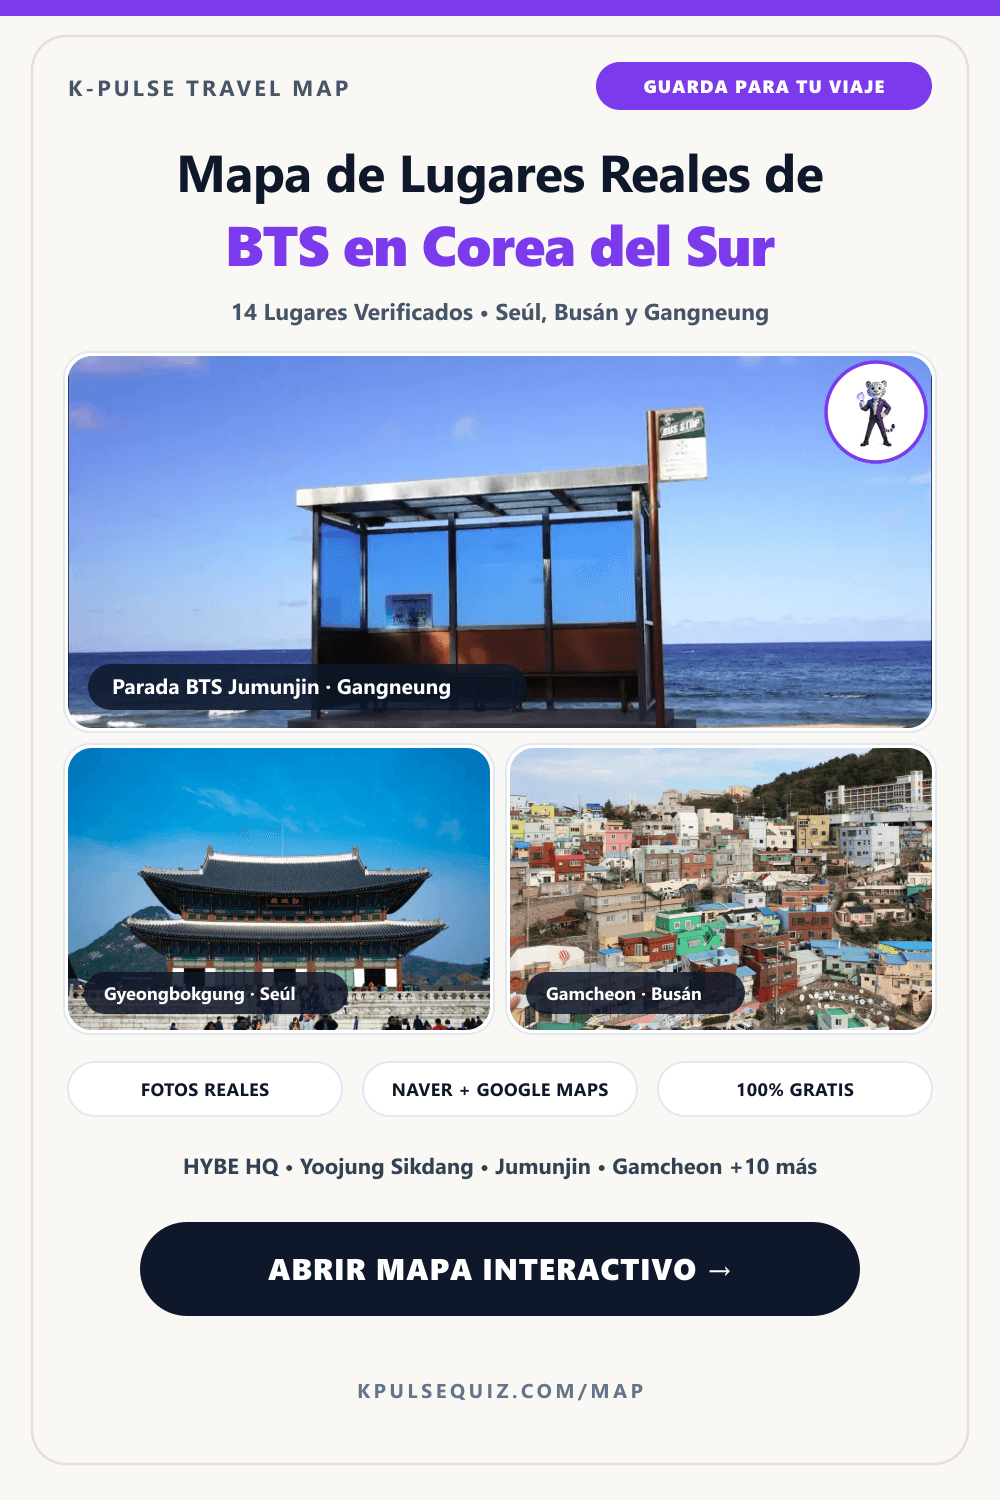 K-PULSE TRAVEL MAP
GUARDA PARA TU VIAJE
Mapa de Lugares Reales de
BTS en Corea del Sur
14 Lugares Verificados • Seúl, Busán y Gangneung
BUS STOP
Parada BTS Jumunjin · Gangneung
Gyeongbokgung · Seúl
Gamcheon · Busán
FOTOS REALES
NAVER + GOOGLE MAPS
100% GRATIS
HYBE HQ • Yoojung Sikdang • Jumunjin • Gamcheon +10 más
ABRIR MAPA INTERACTIVO →
KPULSEQUIZ.COM/MAP